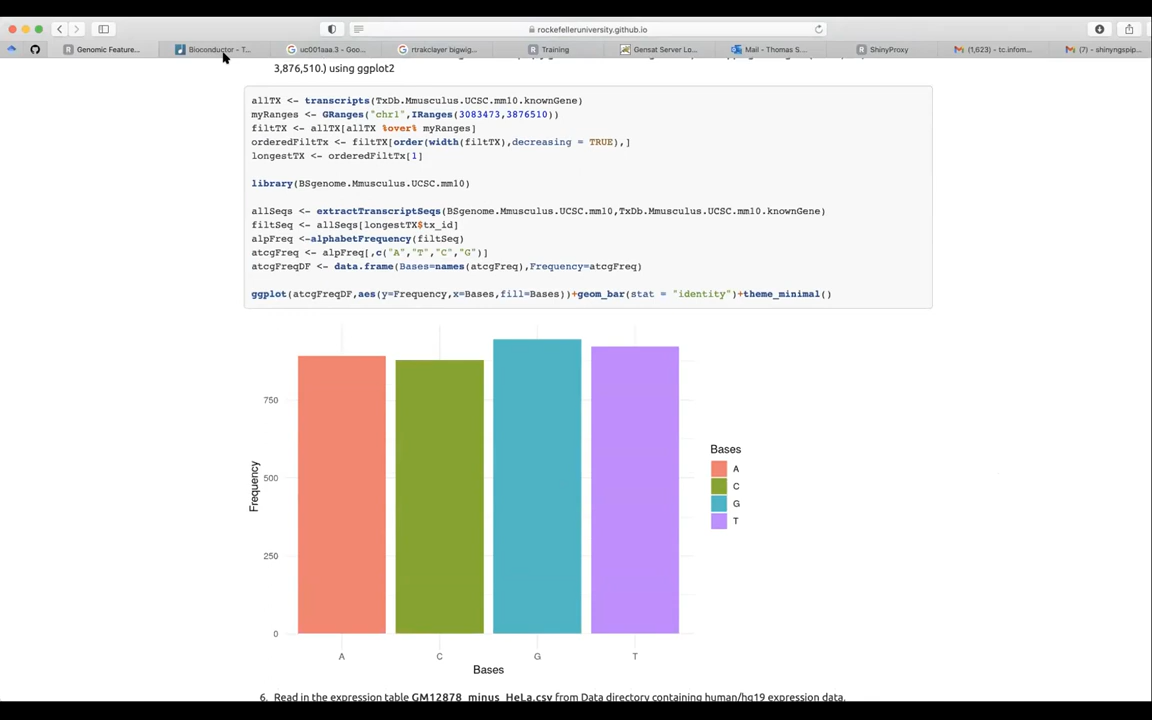 rockefelleruniversity.github.io
Genomic Feature...
Bioconductor - T...
uc001aaa.3 - Goo...
rtrakclayer bigwig...
Training
Gensat Server Lo...
Mail - Thomas S....
ShinyProxy
(1,623) - tc.infom...
(7) - shinyngspip...
3,876,510.) using ggplot2
allTX <- transcripts(TxDb.Mmusculus.UCSC.mm10.knownGene)
myRanges <- GRanges("chr1",IRanges(3083473,3876510))
filtTX <- allTX[allTX %over% myRanges]
orderedFiltTx <- filtTX[order(width(filtTX),decreasing = TRUE),]
longestTX <- orderedFiltTx[1]
library(BSgenome.Mmusculus.UCSC.mm10)
allSeqs <- extractTranscriptSeqs(BSgenome.Mmusculus.UCSC.mm10,TxDb.Mmusculus.UCSC.mm10.knownGene)
filtSeq <- allSeqs[longestTX$tx_id]
alpFreq <-alphabetFrequency(filtSeq)
atcgFreq <- alpFreq[,c("A","T","C","G")]
atcgFreqDF <- data.frame(Bases=names(atcgFreq),Frequency=atcgFreq)
ggplot(atcgFreqDF,aes(y=Frequency,x=Bases,fill=Bases))+geom_bar(stat = "identity")+theme_minimal()
750
500
250
0
Frequency
A
C
G
T
Bases
Bases
A
C
G
T
6. Read in the expression table GM12878_minus_HeLa.csv from Data directory containing human/hg19 expression data.